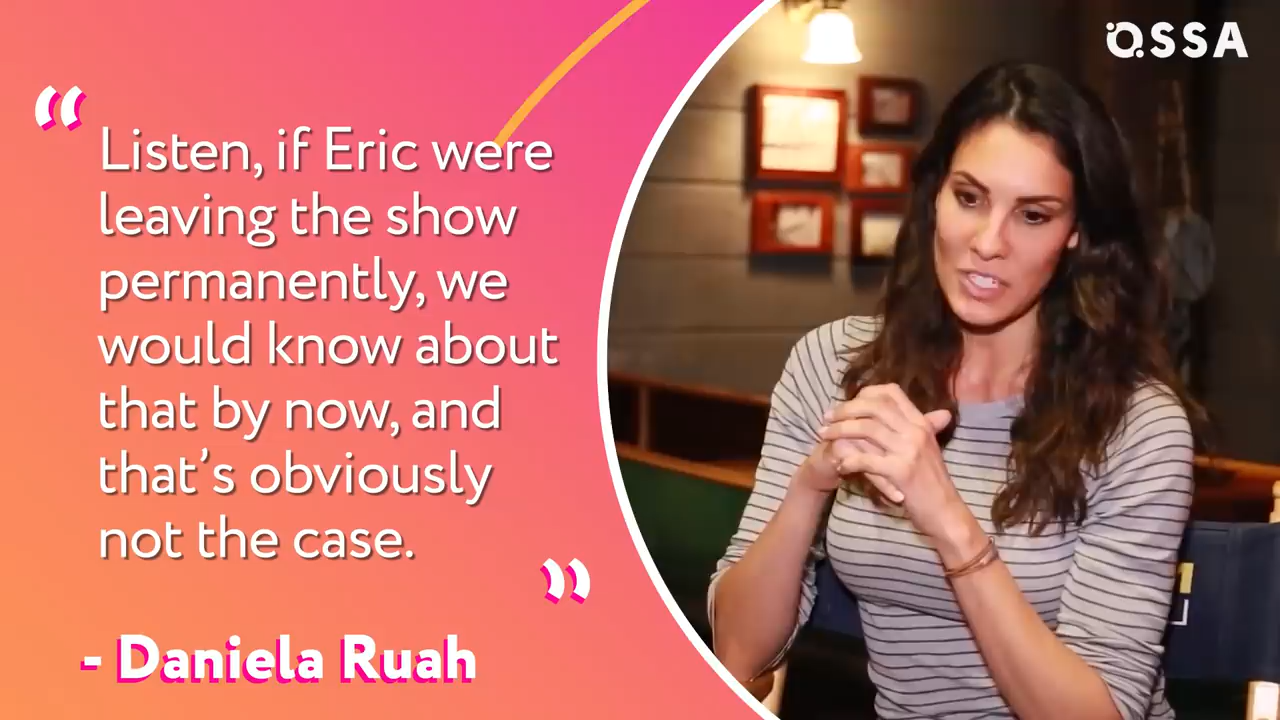 OSSA
“
Listen, if Eric were
leaving the show
permanently, we
would know about
that by now, and
that’s obviously
not the case.
”
- Daniela Ruah